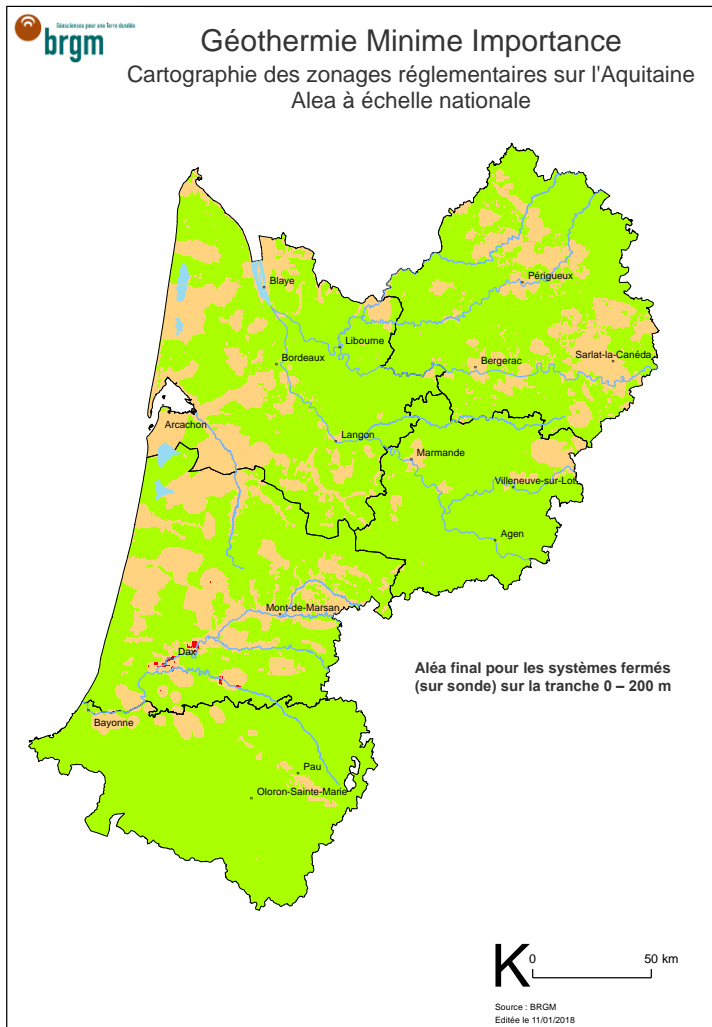 Géosciences pour une Terre durable
brgm
Géothermie Minime Importance
Cartographie des zonages réglementaires sur l'Aquitaine
Alea à échelle nationale
Blaye
Périgueux
Libourne
Bordeaux
Bergerac
Sarlat-la-Canéda
Arcachon
Langon
Marmande
Villeneuve-sur-Lot
Agen
Mont-de-Marsan
Dax
Aléa final pour les systèmes fermés
(sur sonde) sur la tranche 0 – 200 m
Bayonne
Pau
Oloron-Sainte-Marie
K
0 50 km
Source : BRGM
Editée le 11/01/2018